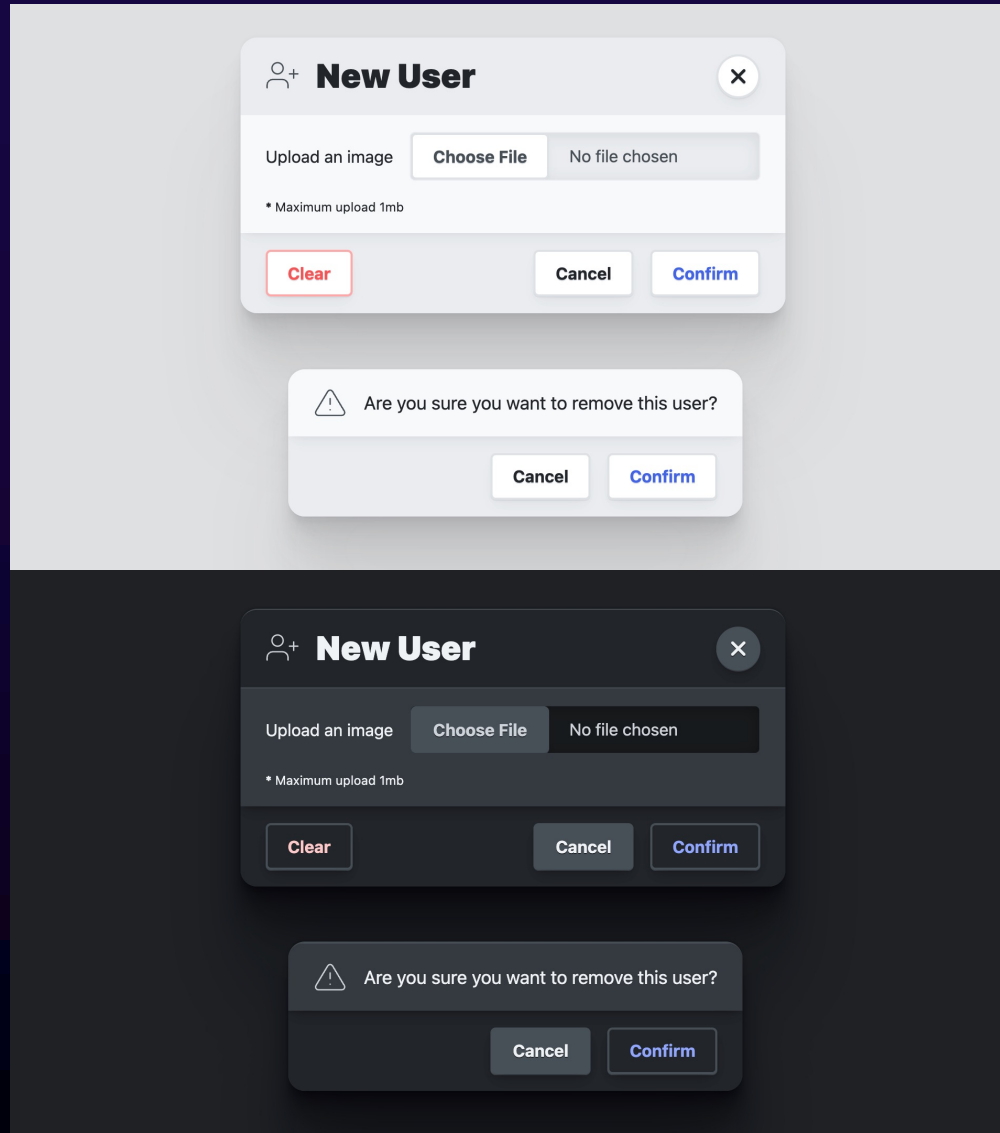 New User
Upload an image Choose File No file chosen
* Maximum upload 1mb
Clear Cancel Confirm
Are you sure you want to remove this user?
Cancel Confirm
New User
Upload an image Choose File No file chosen
* Maximum upload 1mb
Clear Cancel Confirm
Are you sure you want to remove this user?
Cancel Confirm